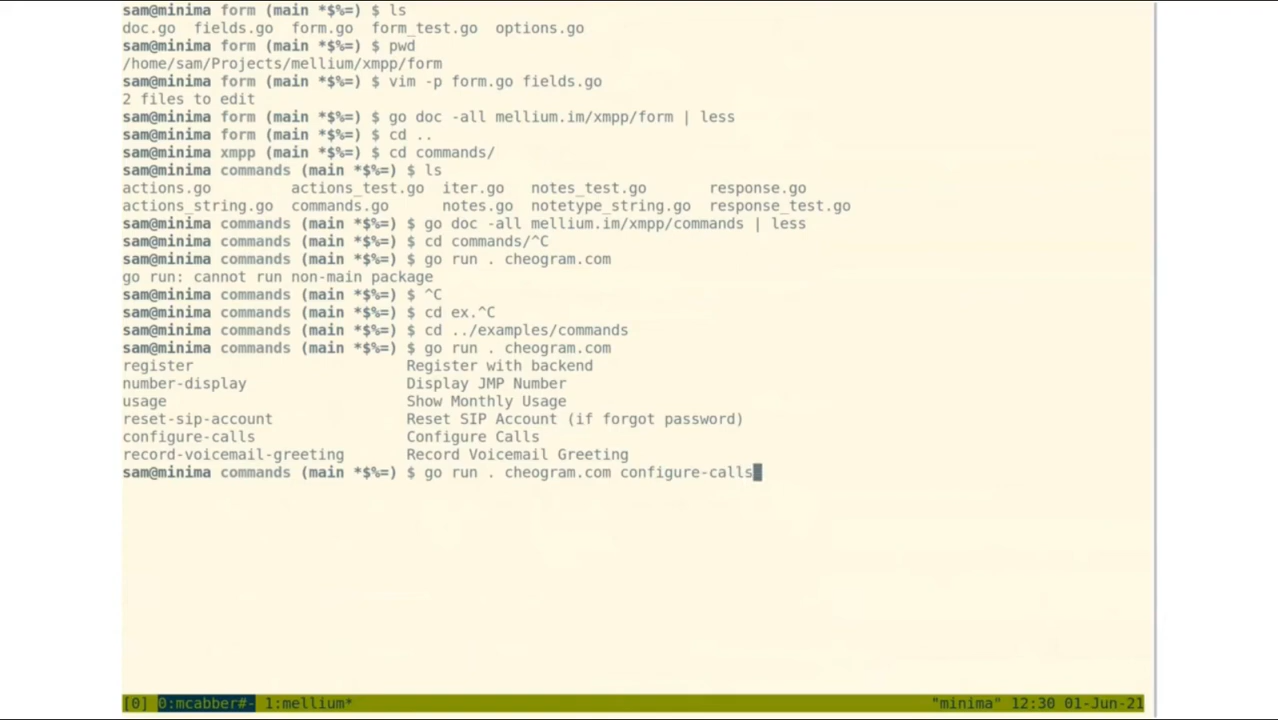 sam@minima form (main *$%=) $ ls
doc.go  fields.go  form.go  form_test.go  options.go
sam@minima form (main *$%=) $ pwd
/home/sam/Projects/mellium/xmpp/form
sam@minima form (main *$%=) $ vim -p form.go fields.go
2 files to edit
sam@minima form (main *$%=) $ go doc -all mellium.im/xmpp/form | less
sam@minima form (main *$%=) $ cd ..
sam@minima xmpp (main *$%=) $ cd commands/
sam@minima commands (main *$%=) $ ls
actions.go         actions_test.go  iter.go   notes_test.go       response.go
actions_string.go  commands.go      notes.go  notetype_string.go  response_test.go
sam@minima commands (main *$%=) $ go doc -all mellium.im/xmpp/commands | less
sam@minima commands (main *$%=) $ cd commands/^C
sam@minima commands (main *$%=) $ go run . cheogram.com
go run: cannot run non-main package
sam@minima commands (main *$%=) $ ^C
sam@minima commands (main *$%=) $ cd ex.^C
sam@minima commands (main *$%=) $ cd ../examples/commands
sam@minima commands (main *$%=) $ go run . cheogram.com
register                        Register with backend
number-display                  Display JMP Number
usage                           Show Monthly Usage
reset-sip-account               Reset SIP Account (if forgot password)
configure-calls                 Configure Calls
record-voicemail-greeting       Record Voicemail Greeting
sam@minima commands (main *$%=) $ go run . cheogram.com configure-calls
[0] 0:mcabber#- 1:mellium*    "minima" 12:30 01-Jun-21